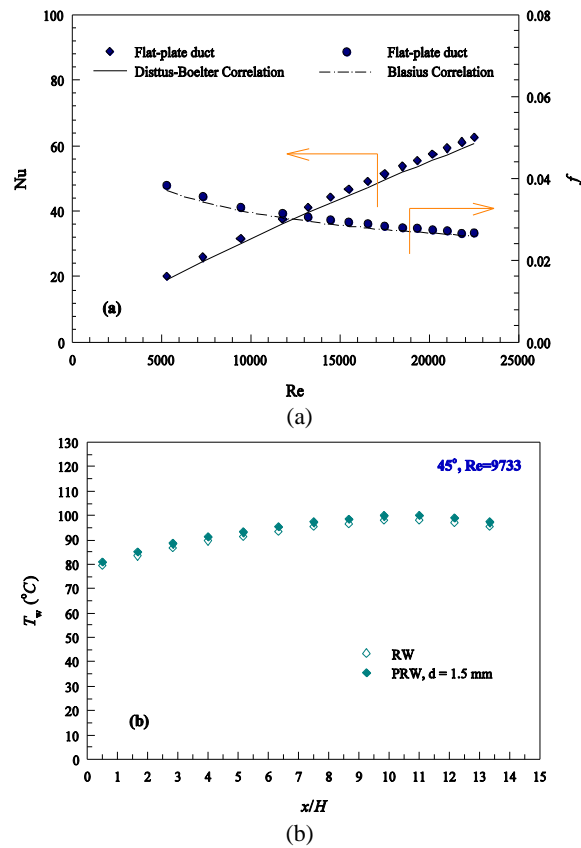 100 0.08
Flat-plate duct Flat-plate duct
Disttus-Boelter Correlation Blasius Correlation
80
0.06
60
Nu 0.04 f
40
0.02
20
(a)
0 0.00
0 5000 10000 15000 20000 25000
Re
(a)
130
120 45°, Re=9733
110
100
90
80
70
T_w (°C)
60
50 RW
40 PRW, d = 1.5 mm
30
20 (b)
10
0
0 1 2 3 4 5 6 7 8 9 10 11 12 13 14 15
x/H
(b)